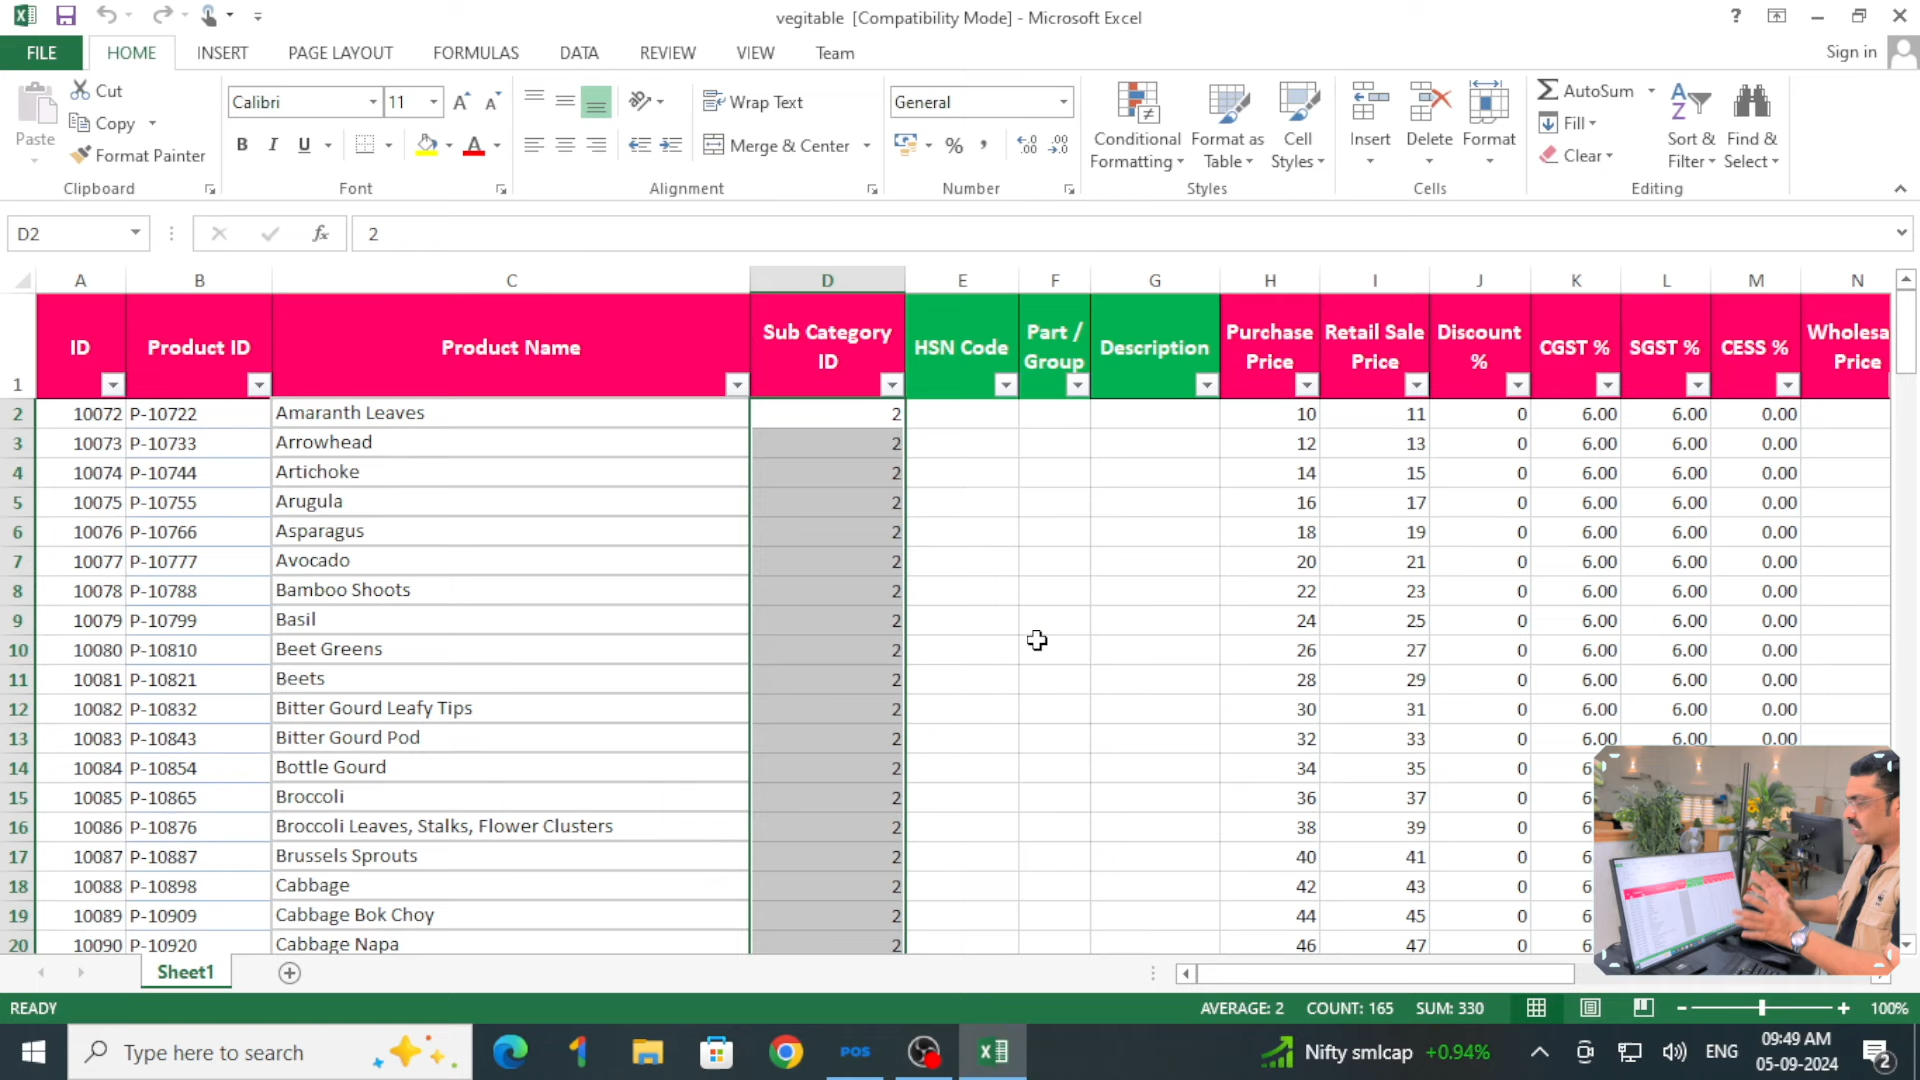 vegitable [Compatibility Mode] - Microsoft Excel
FILE HOME INSERT PAGE LAYOUT FORMULAS DATA REVIEW VIEW Team Sign in
Paste Cut Copy Format Painter Clipboard
Calibri 11 B I U Font
Wrap Text Merge & Center Alignment
General % , Number
Conditional Formatting Format as Table Cell Styles Styles
Insert Delete Format Cells
AutoSum Fill Clear Sort & Filter Find & Select Editing
D2 fx 2
A B C D E F G H I J K L M N
1 ID Product ID Product Name Sub Category ID HSN Code Part / Group Description Purchase Price Retail Sale Price Discount % CGST % SGST % CESS % Wholesa Price
2 10072 P-10722 Amaranth Leaves 2 10 11 0 6.00 6.00 0.00
3 10073 P-10733 Arrowhead 2 12 13 0 6.00 6.00 0.00
4 10074 P-10744 Artichoke 2 14 15 0 6.00 6.00 0.00
5 10075 P-10755 Arugula 2 16 17 0 6.00 6.00 0.00
6 10076 P-10766 Asparagus 2 18 19 0 6.00 6.00 0.00
7 10077 P-10777 Avocado 2 20 21 0 6.00 6.00 0.00
8 10078 P-10788 Bamboo Shoots 2 22 23 0 6.00 6.00 0.00
9 10079 P-10799 Basil 2 24 25 0 6.00 6.00 0.00
10 10080 P-10810 Beet Greens 2 26 27 0 6.00 6.00 0.00
11 10081 P-10821 Beets 2 28 29 0 6.00 6.00 0.00
12 10082 P-10832 Bitter Gourd Leafy Tips 2 30 31 0 6.00 6.00 0.00
13 10083 P-10843 Bitter Gourd Pod 2 32 33 0 6.00 6.00 0.00
14 10084 P-10854 Bottle Gourd 2 34 35 0 6
15 10085 P-10865 Broccoli 2 36 37 0 6
16 10086 P-10876 Broccoli Leaves, Stalks, Flower Clusters 2 38 39 0 6
17 10087 P-10887 Brussels Sprouts 2 40 41 0 6
18 10088 P-10898 Cabbage 2 42 43 0 6
19 10089 P-10909 Cabbage Bok Choy 2 44 45 0 6
20 10090 P-10920 Cabbage Napa 2 46 47 0 6
Sheet1
READY AVERAGE: 2 COUNT: 165 SUM: 330 100%
Type here to search POS Nifty smlcap +0.94% ENG 09:49 AM
05-09-2024 2